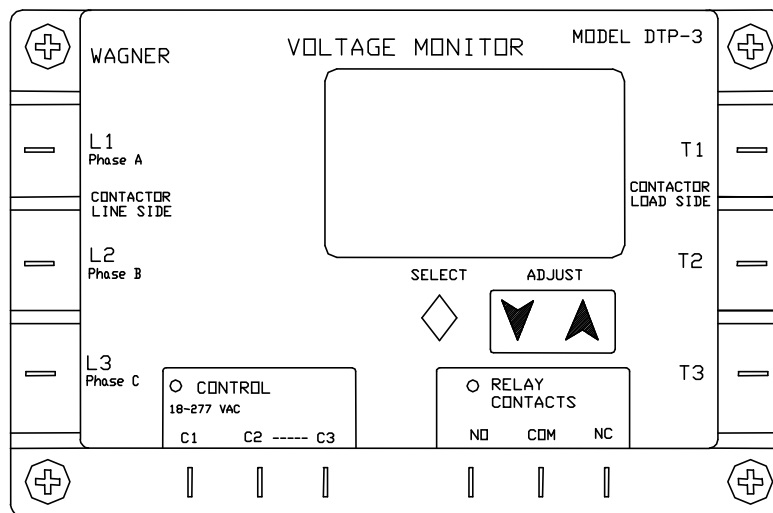 WAGNER
VOLTAGE MONITOR
MODEL DTP-3
L1
Phase A
CONTACTOR
LINE SIDE
L2
Phase B
L3
Phase C
T1
CONTACTOR
LOAD SIDE
T2
T3
SELECT
ADJUST
CONTROL
18-277 VAC
C1 C2 ----- C3
RELAY
CONTACTS
NO COM NC